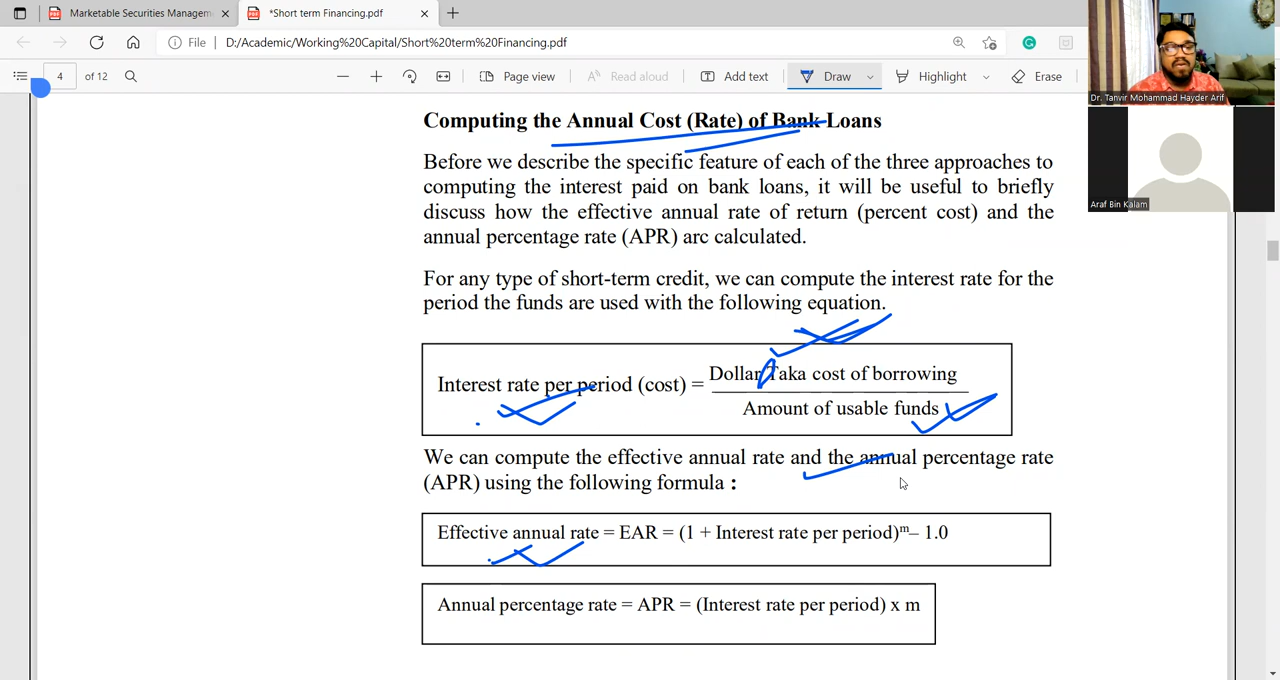 Marketable Securities Managem
*Short term Financing.pdf
File
D:/Academic/Working%20Capital/Short%20term%20Financing.pdf
4
of 12
Page view
Read aloud
Add text
Draw
Highlight
Erase
Dr. Tanvir Mohammad Hayder Arif
Araf Bin Kalam
Computing the Annual Cost (Rate) of Bank Loans
Before we describe the specific feature of each of the three approaches to
computing the interest paid on bank loans, it will be useful to briefly
discuss how the effective annual rate of return (percent cost) and the
annual percentage rate (APR) arc calculated.
For any type of short-term credit, we can compute the interest rate for the
period the funds are used with the following equation.
Interest rate per period (cost) = Dollar Taka cost of borrowing
Amount of usable funds
We can compute the effective annual rate and the annual percentage rate
(APR) using the following formula :
Effective annual rate = EAR = (1 + Interest rate per period)ᵐ– 1.0
Annual percentage rate = APR = (Interest rate per period) x m